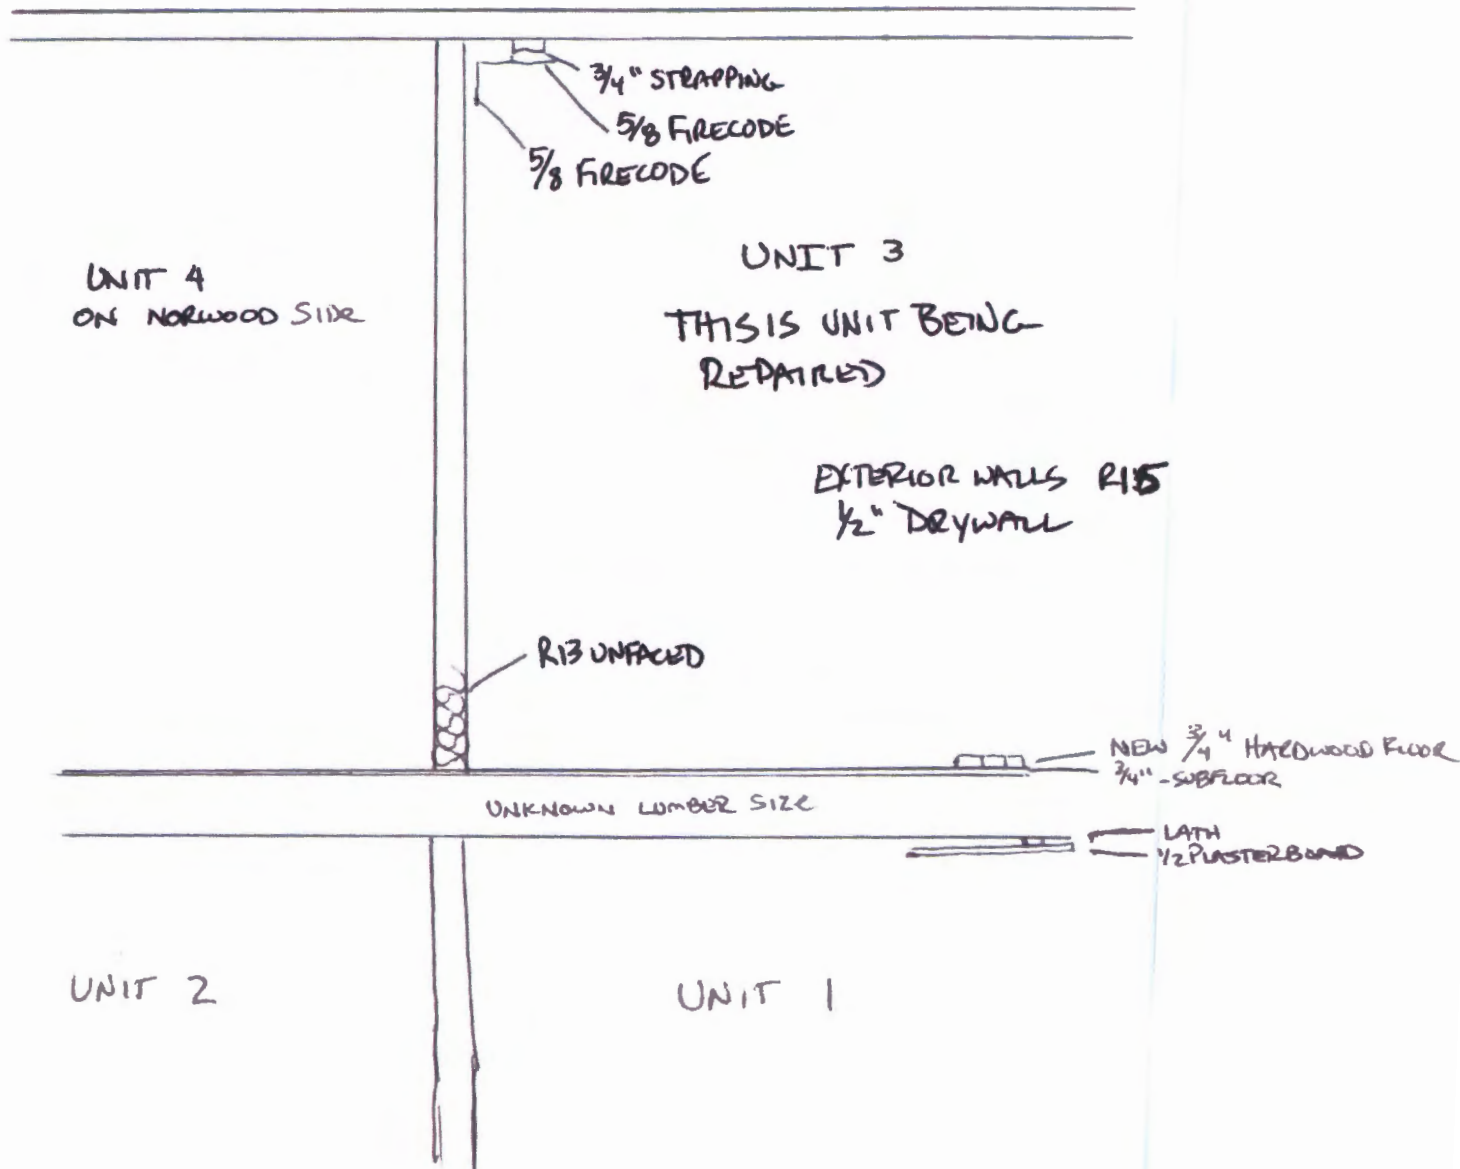 3/4" STRAPPING
5/8 FIRECODE
5/8 FIRECODE
UNIT 4
ON NORWOOD SIDE
UNIT 3
THIS IS UNIT BEING
REPAIRED
EXTERIOR WALLS R15
1/2" DRYWALL
R13 UNFACED
NEW 3/4" HARDWOOD FLOOR
3/4" - SUBFLOOR
UNKNOWN LUMBER SIZE
LATH
1/2 PLASTERBOARD
UNIT 2
UNIT 1